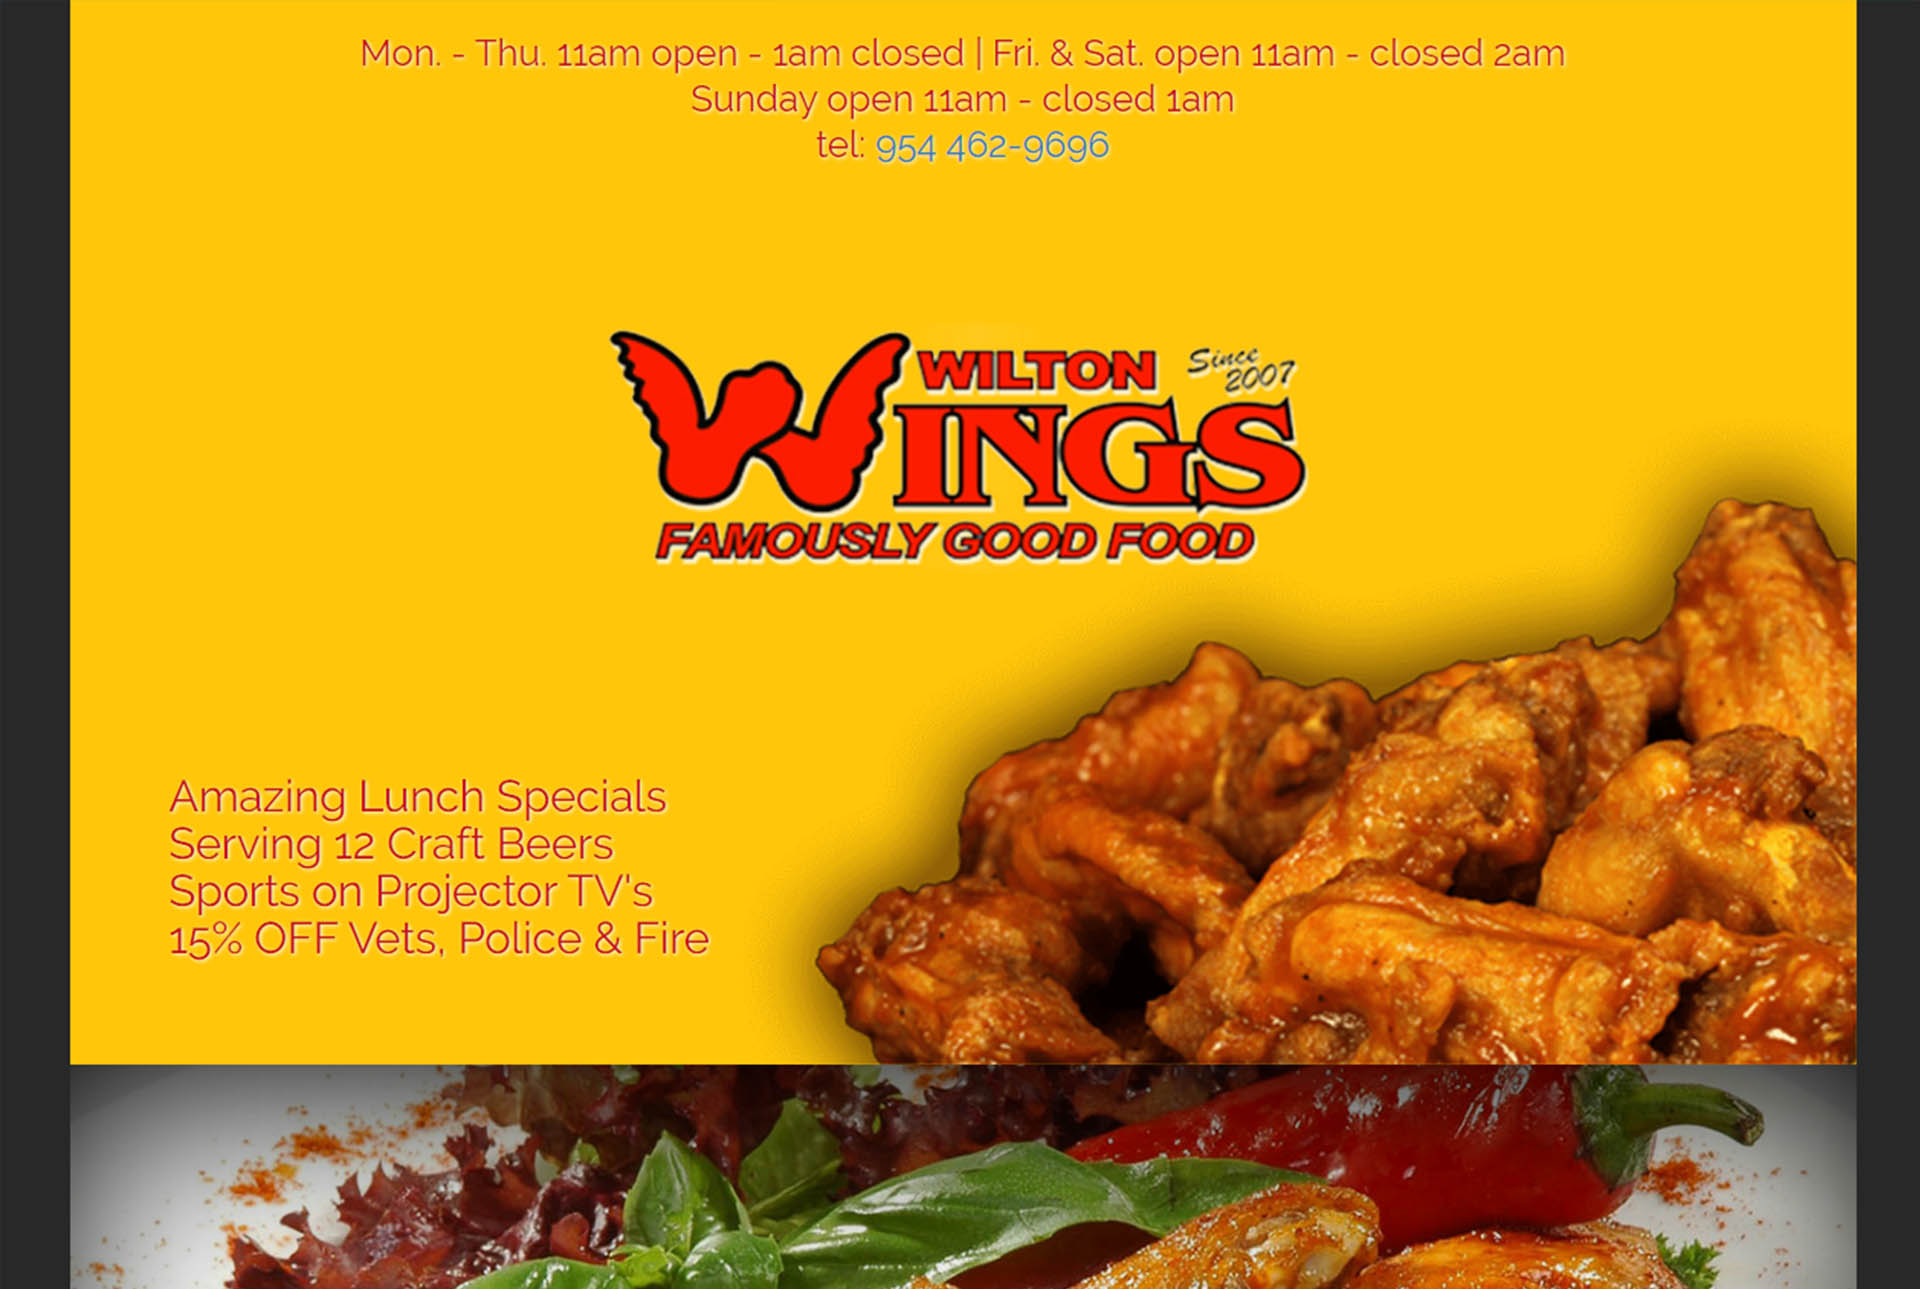 Mon. - Thu. 11am open - 1am closed | Fri. & Sat. open 11am - closed 2am
Sunday open 11am - closed 1am
tel: 954 462-9696
WILTON
Since 2007
WINGS
FAMOUSLY GOOD FOOD
Amazing Lunch Specials
Serving 12 Craft Beers
Sports on Projector TV's
15% OFF Vets, Police & Fire